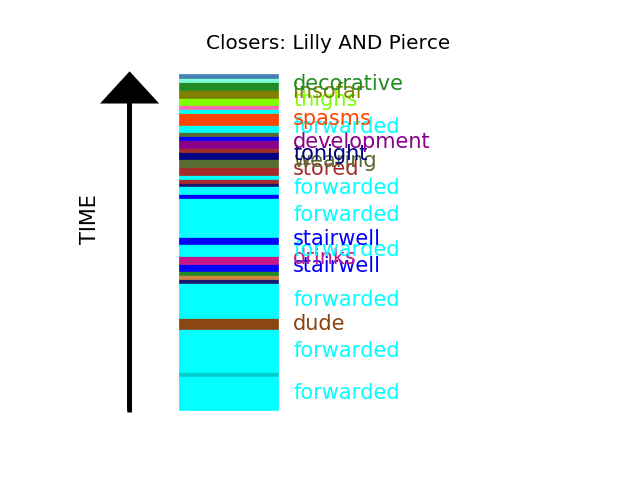 Closers: Lilly AND Pierce
decorative
insofar
thighs
spasms
forwarded
development
tonight
wearing
stored
forwarded
forwarded
stairwell
forwarded
drinks
stairwell
forwarded
dude
forwarded
forwarded
TIME